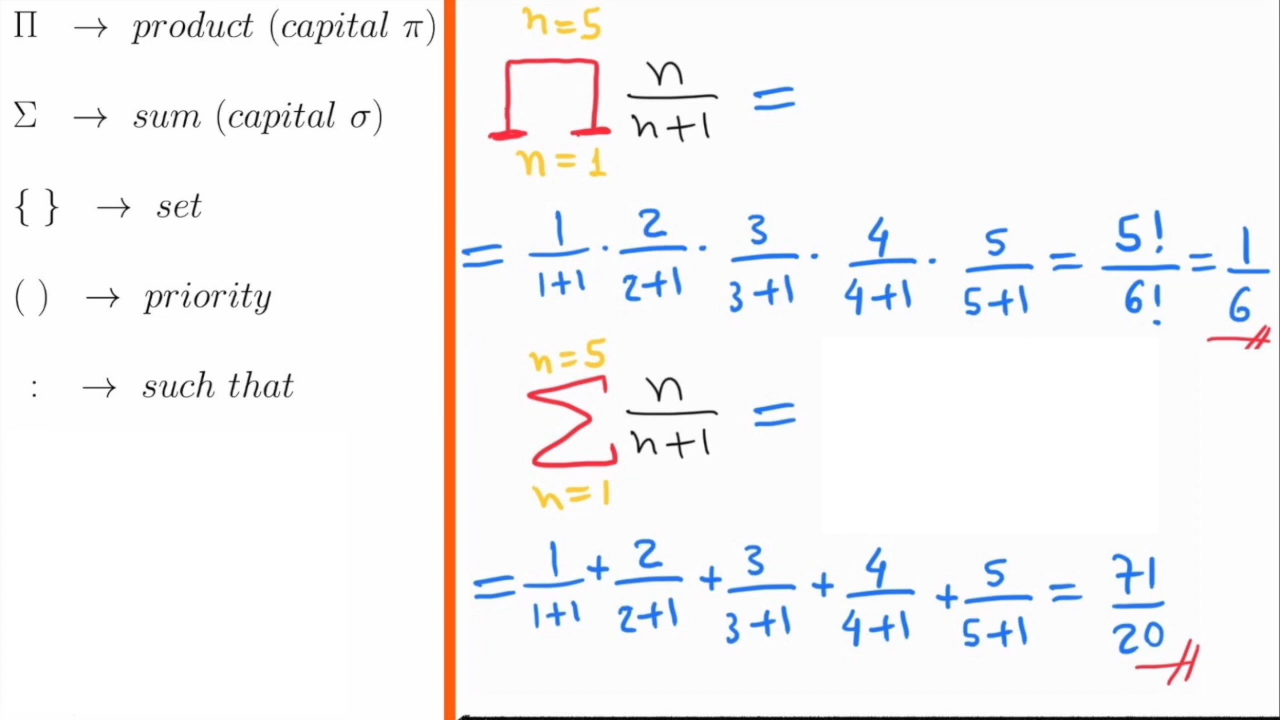 Π → product (capital π)
Σ → sum (capital σ)
{ } → set
( ) → priority
: → such that
n=5
∏ n/(n+1) =
n=1
= 1/(1+1) · 2/(2+1) · 3/(3+1) · 4/(4+1) · 5/(5+1) = 5!/6! = 1/6
n=5
∑ n/(n+1) =
n=1
= 1/(1+1) + 2/(2+1) + 3/(3+1) + 4/(4+1) + 5/(5+1) = 71/20